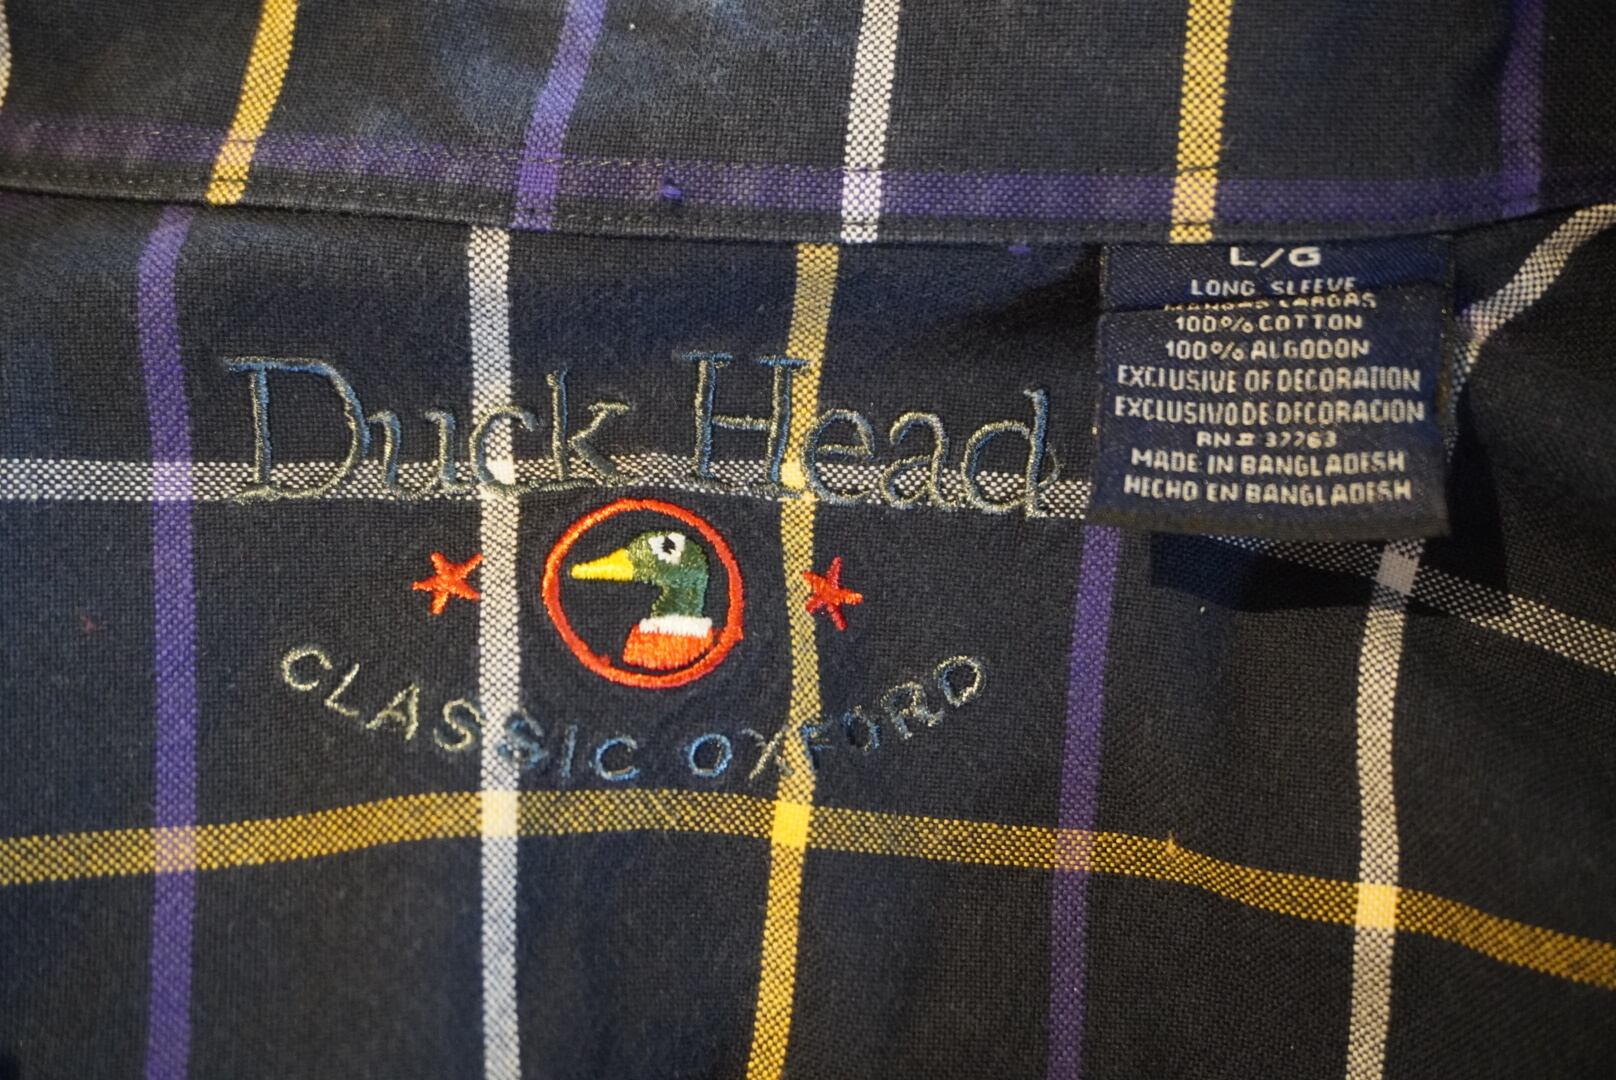 Duck Head
CLASSIC OXFORD
L/G
LONG SLEEVE
MANGAS LARGAS
100% COTTON
100% ALGODON
EXCLUSIVE OF DECORATION
EXCLUSIVO DE DECORACION
RN # 37763
MADE IN BANGLADESH
HECHO EN BANGLADESH